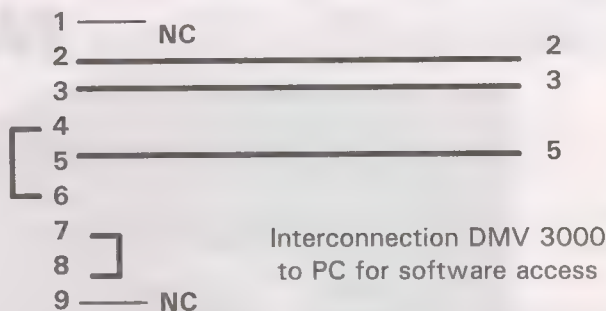 1 NC
2 2
3 3
4
5 5
6
7
8
9 NC
Interconnection DMV 3000
to PC for software access